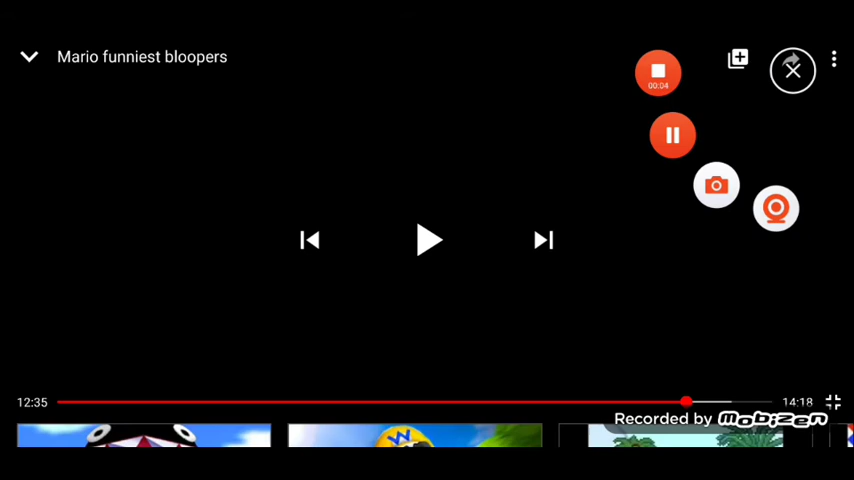 Mario funniest bloopers
00:04
12:35
14:18
Recorded by Mobizen
W